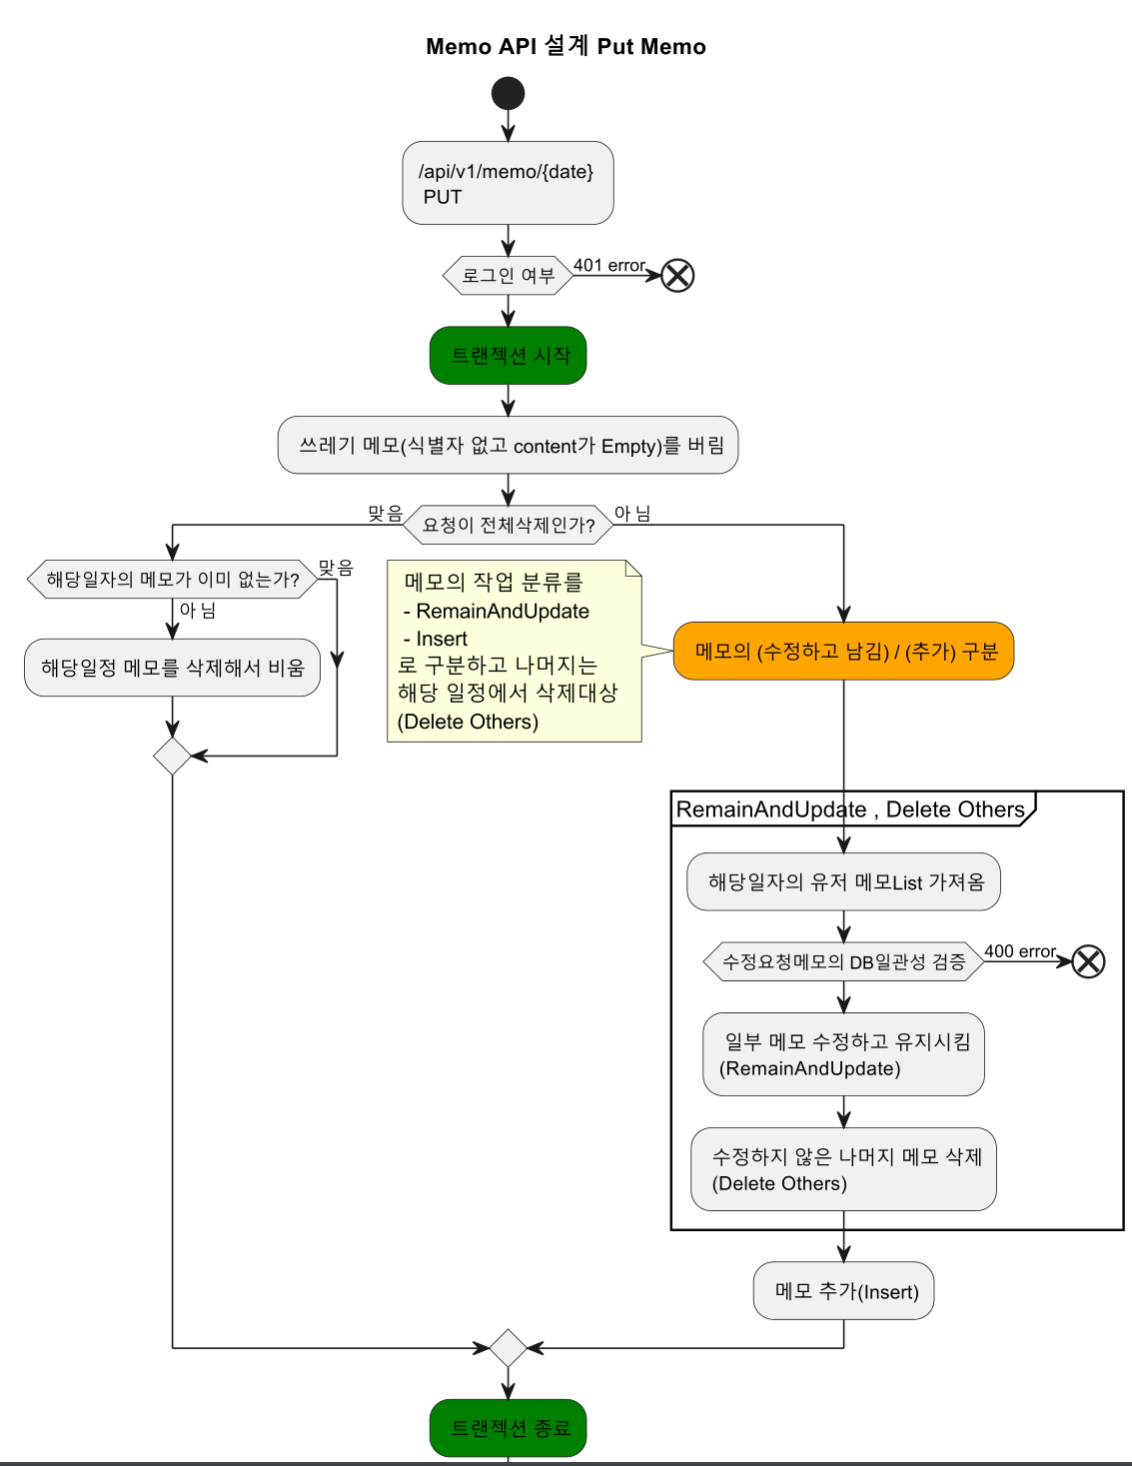 Memo API 설계 Put Memo
/api/v1/memo/{date}
PUT
로그인 여부
401 error
트랜젝션 시작
쓰레기 메모(식별자 없고 content가 Empty)를 버림
맞음
요청이 전체삭제인가?
아님
해당일자의 메모가 이미 없는가?
맞음
아님
해당일정 메모를 삭제해서 비움
메모의 작업 분류를
- RemainAndUpdate
- Insert
로 구분하고 나머지는
해당 일정에서 삭제대상
(Delete Others)
메모의 (수정하고 남김) / (추가) 구분
RemainAndUpdate , Delete Others
해당일자의 유저 메모List 가져옴
수정요청메모의 DB일관성 검증
400 error
일부 메모 수정하고 유지시킴
(RemainAndUpdate)
수정하지 않은 나머지 메모 삭제
(Delete Others)
메모 추가(Insert)
트랜젝션 종료